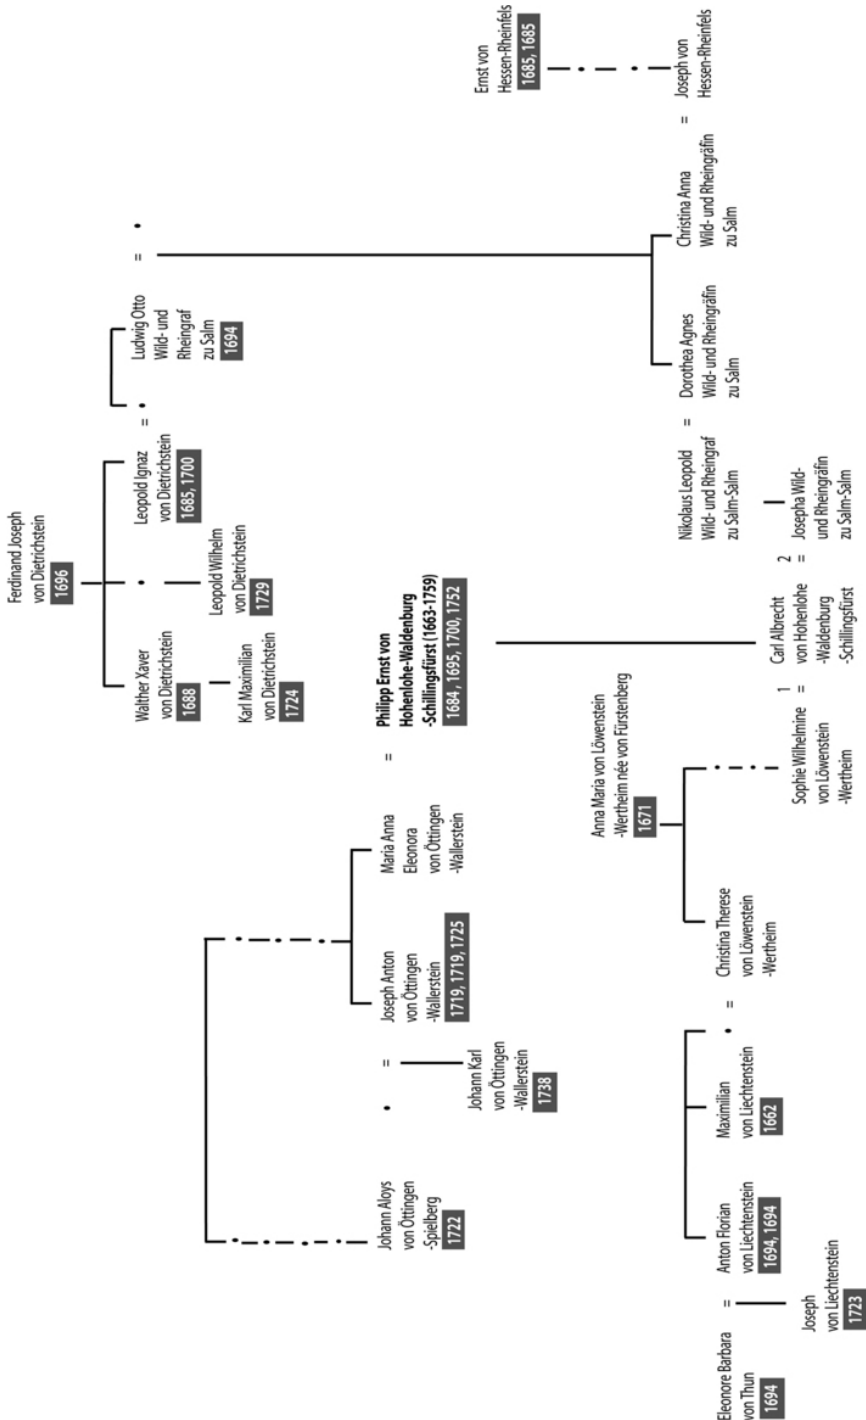 Ferdinand Joseph
von Dietrichstein
1696
Walther Xaver
von Dietrichstein
1688
Karl Maximilian
von Dietrichstein
1724
Leopold Wilhelm
von Dietrichstein
1729
Leopold Ignaz
von Dietrichstein
1685, 1700
=
Ludwig Otto
Wild- und
Rheingraf
zu Salm
1694
=
Johann Aloys
von Öttingen
-Spielberg
1722
=
Johann Karl
von Öttingen
-Wallerstein
1738
Joseph Anton
von Öttingen
-Wallerstein
1719, 1719, 1725
Maria Anna
Eleonora
von Öttingen
-Wallerstein
=
Philipp Ernst von
Hohenlohe-Waldenburg
-Schillingsfürst (1663-1759)
1684 , 1695, 1700, 1752
Ernst von
Hessen-Rheinfels
1685, 1685
Anna Maria von Löwenstein
-Wertheim née von Fürstenberg
1671
Nikolaus Leopold
Wild- und Rheingraf
zu Salm-Salm
=
Dorothea Agnes
Wild- und Rheingräfin
zu Salm
Christina Anna
Wild- und Rheingräfin
zu Salm
=
Joseph von
Hessen-Rheinfels
Eleonore Barbara
von Thun
1694
=
Anton Florian
von Liechtenstein
1694, 1694
Maximilian
von Liechtenstein
1662
=
Christina Therese
von Löwenstein
-Wertheim
Joseph
von Liechtenstein
1723
Sophie Wilhelmine
von Löwenstein
-Wertheim
1
=
Carl Albrecht
von Hohenlohe
-Waldenburg
-Schillingsfürst
2
=
Josepha Wild-
und Rheingräfin
zu Salm-Salm